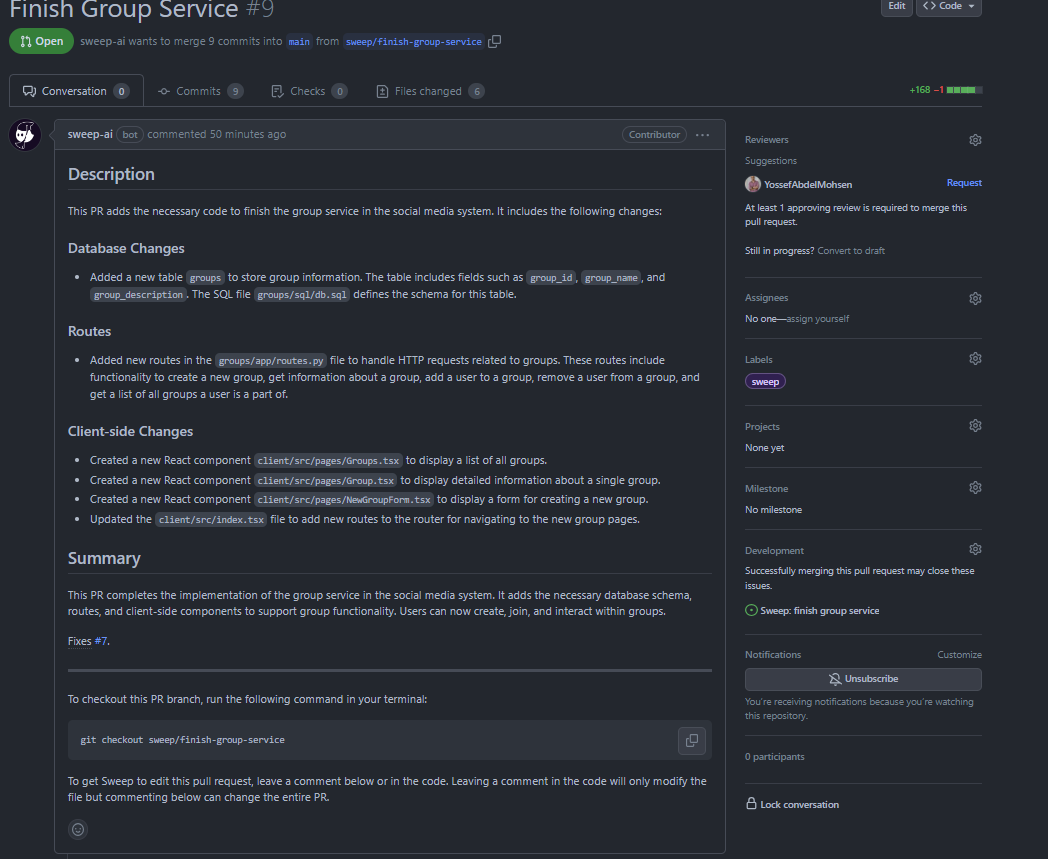 Finish Group Service #9
Edit
<> Code
Open
sweep-ai wants to merge 9 commits into main from sweep/finish-group-service
Conversation 0
Commits 9
Checks 0
Files changed 6
+168 −1
sweep-ai bot commented 50 minutes ago
Contributor
...
Description
This PR adds the necessary code to finish the group service in the social media system. It includes the following changes:
Database Changes
• Added a new table groups to store group information. The table includes fields such as group_id, group_name, and
group_description. The SQL file groups/sql/db.sql defines the schema for this table.
Routes
• Added new routes in the groups/app/routes.py file to handle HTTP requests related to groups. These routes include
functionality to create a new group, get information about a group, add a user to a group, remove a user from a group, and
get a list of all groups a user is a part of.
Client-side Changes
• Created a new React component client/src/pages/Groups.tsx to display a list of all groups.
• Created a new React component client/src/pages/Group.tsx to display detailed information about a single group.
• Created a new React component client/src/pages/NewGroupForm.tsx to display a form for creating a new group.
• Updated the client/src/index.tsx file to add new routes to the router for navigating to the new group pages.
Summary
This PR completes the implementation of the group service in the social media system. It adds the necessary database schema,
routes, and client-side components to support group functionality. Users can now create, join, and interact within groups.
Fixes #7.
To checkout this PR branch, run the following command in your terminal:
git checkout sweep/finish-group-service
To get Sweep to edit this pull request, leave a comment below or in the code. Leaving a comment in the code will only modify the
file but commenting below can change the entire PR.
Reviewers
Suggestions
YossefAbdelMohsen
Request
At least 1 approving review is required to merge this
pull request.
Still in progress? Convert to draft
Assignees
No one—assign yourself
Labels
sweep
Projects
None yet
Milestone
No milestone
Development
Successfully merging this pull request may close these
issues.
Sweep: finish group service
Notifications
Customize
Unsubscribe
You're receiving notifications because you're watching
this repository.
0 participants
Lock conversation